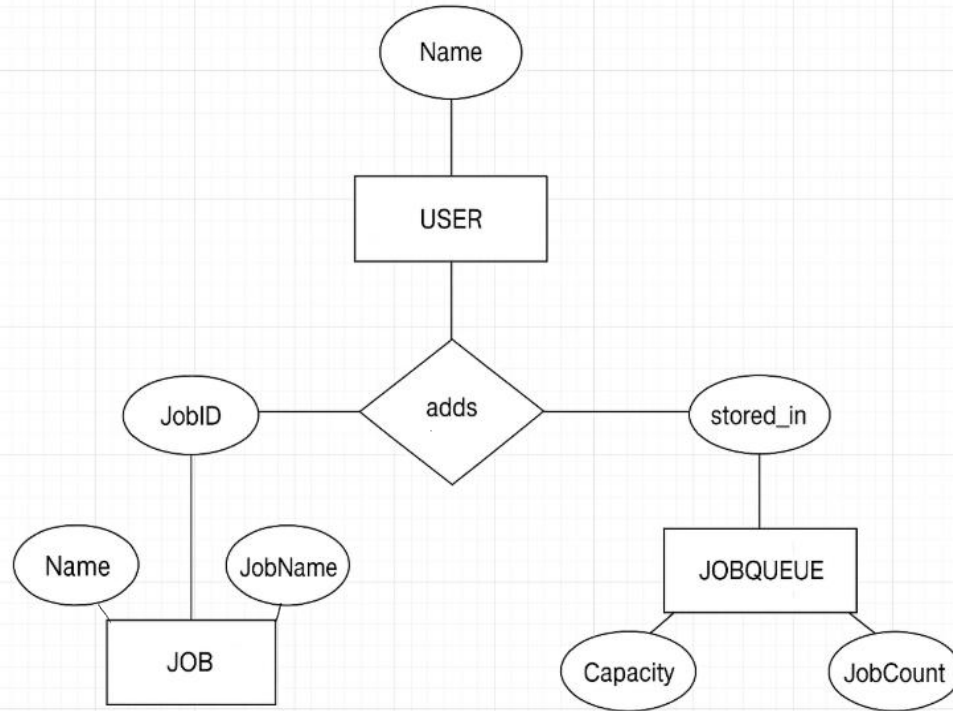 Name
USER
adds
JobID
stored_in
Name
JobName
JOBQUEUE
JOB
Capacity
JobCount